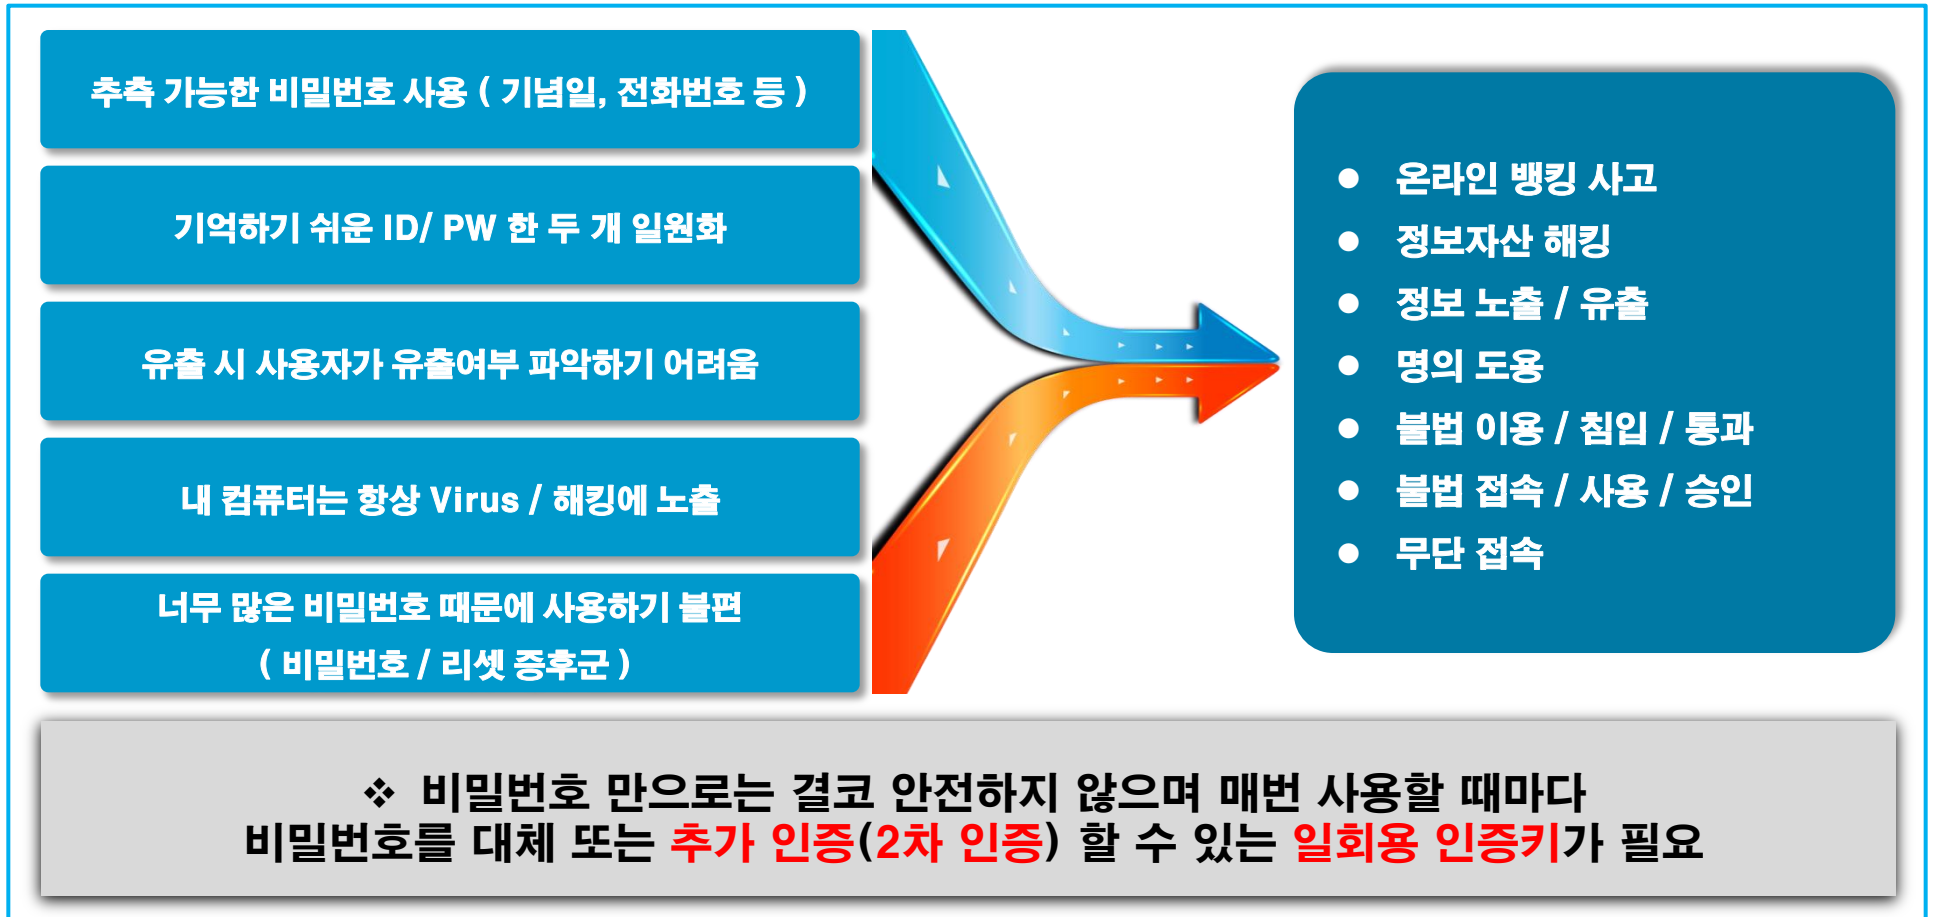 추측 가능한 비밀번호 사용 ( 기념일, 전화번호 등 )
기억하기 쉬운 ID/ PW 한 두 개 일원화
유출 시 사용자가 유출여부 파악하기 어려움
내 컴퓨터는 항상 Virus / 해킹에 노출
너무 많은 비밀번호 때문에 사용하기 불편
( 비밀번호 / 리셋 증후군 )
● 온라인 뱅킹 사고
● 정보자산 해킹
● 정보 노출 / 유출
● 명의 도용
● 불법 이용 / 침입 / 통과
● 불법 접속 / 사용 / 승인
● 무단 접속
❖ 비밀번호 만으로는 결코 안전하지 않으며 매번 사용할 때마다
비밀번호를 대체 또는 추가 인증(2차 인증) 할 수 있는 일회용 인증키가 필요